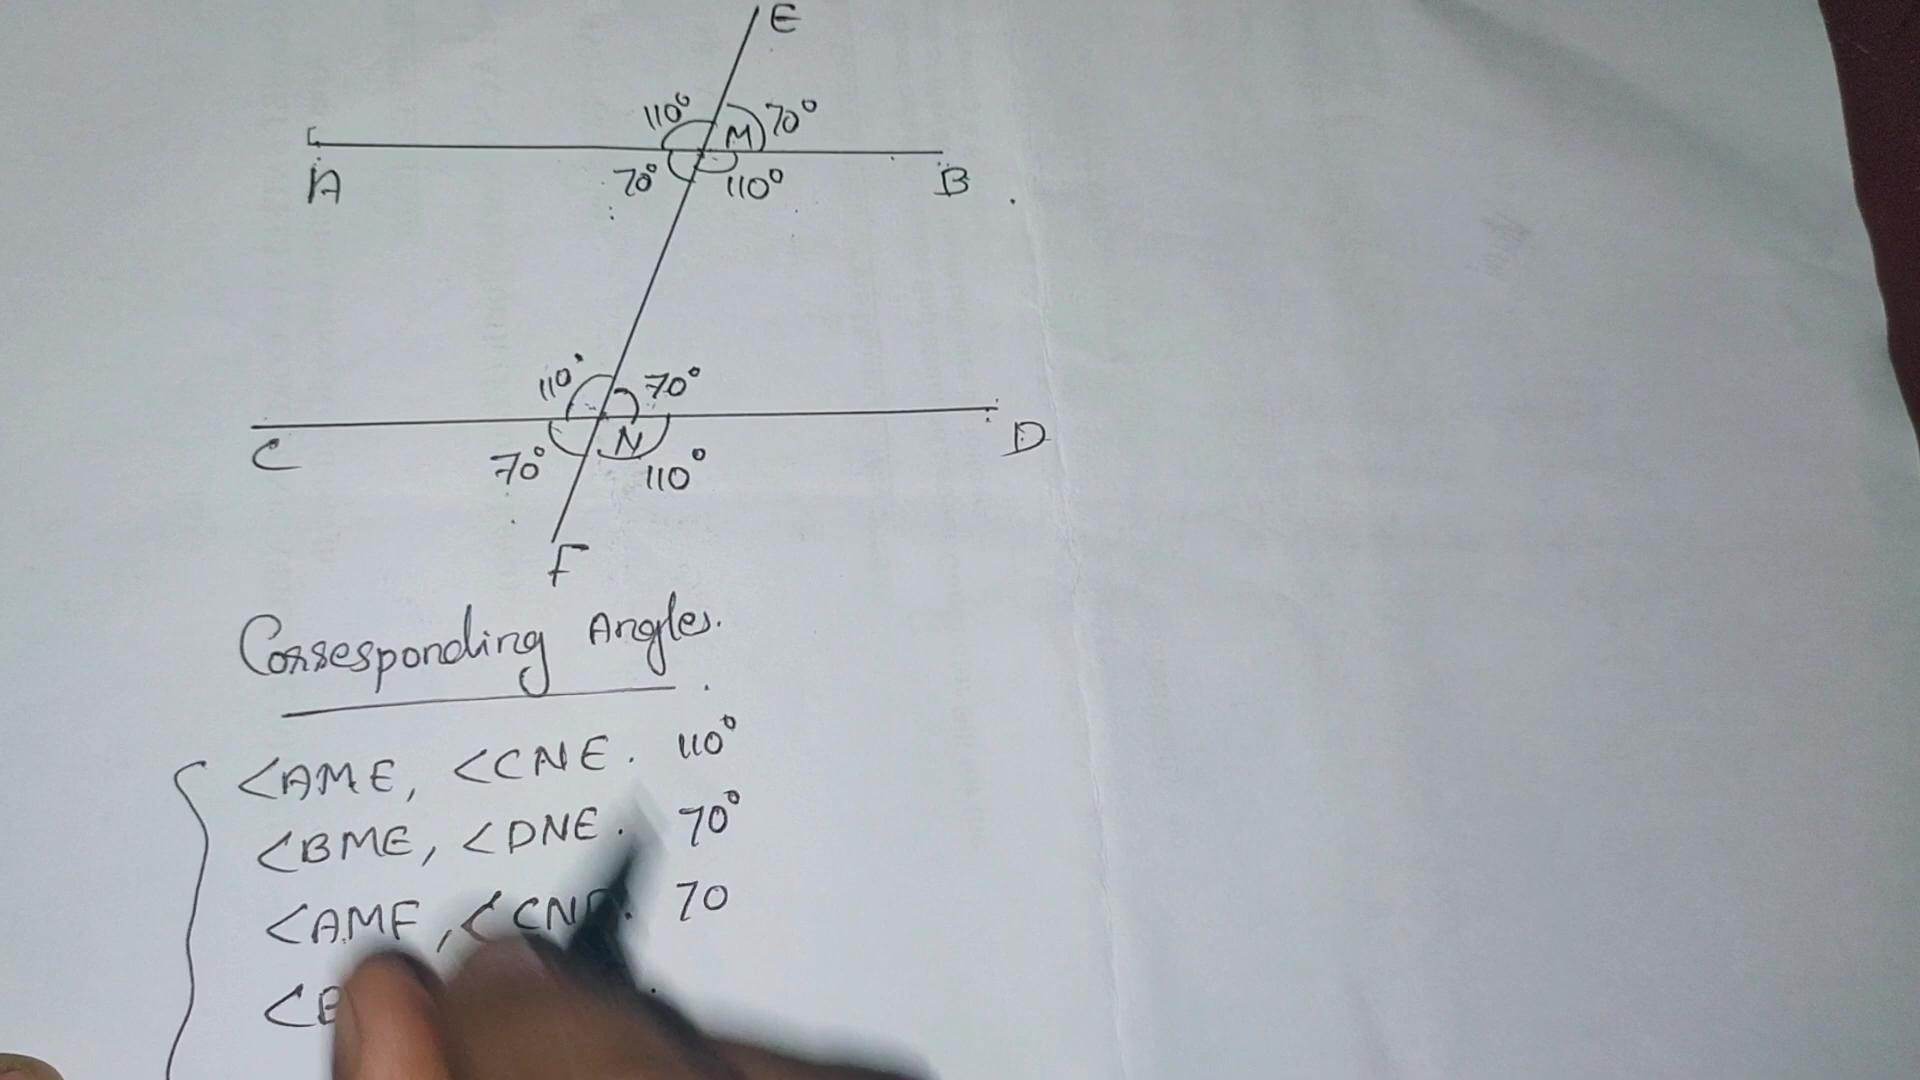 E
110° M 70°
A 70° 110° B
110° 70°
C N D
70° 110°
F
Corresponding Angles.
<AME, <CNE. 110°
<BME, <DNE. 70°
<AMF, 70